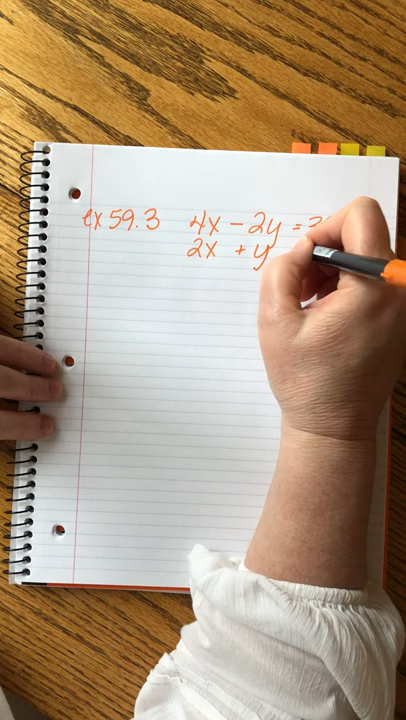 ex 59.3 4x - 2y =
2x + y